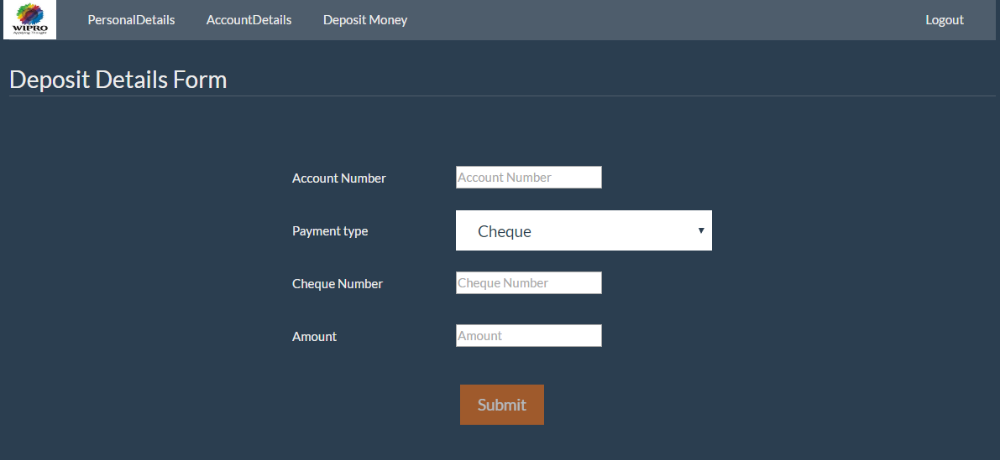 WIPRO
Applying Thought
PersonalDetails AccountDetails Deposit Money Logout
Deposit Details Form
Account Number Account Number
Payment type Cheque
Cheque Number Cheque Number
Amount Amount
Submit